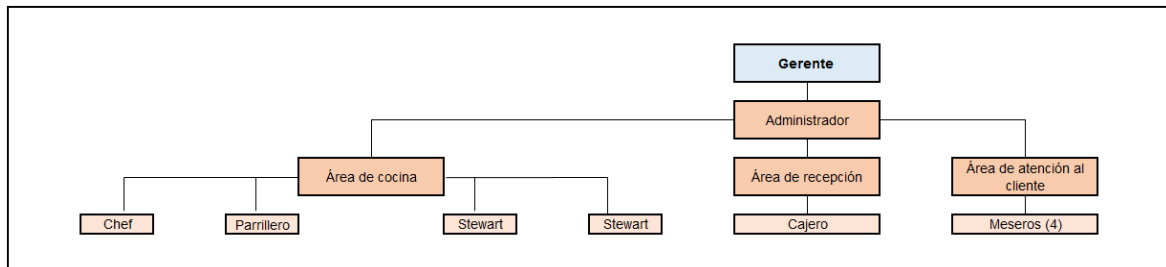 Gerente
Administrador
Área de cocina
Área de recepción
Área de atención al
cliente
Chef
Parrillero
Stewart
Stewart
Cajero
Meseros (4)